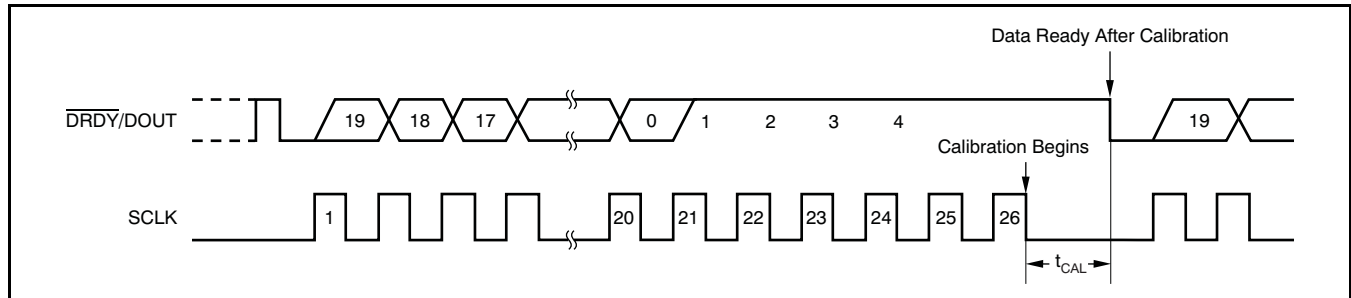 Data Ready After Calibration
DRDY/DOUT
19 18 17 0 1 2 3 4 19
Calibration Begins
SCLK
1 20 21 22 23 24 25 26
tCAL